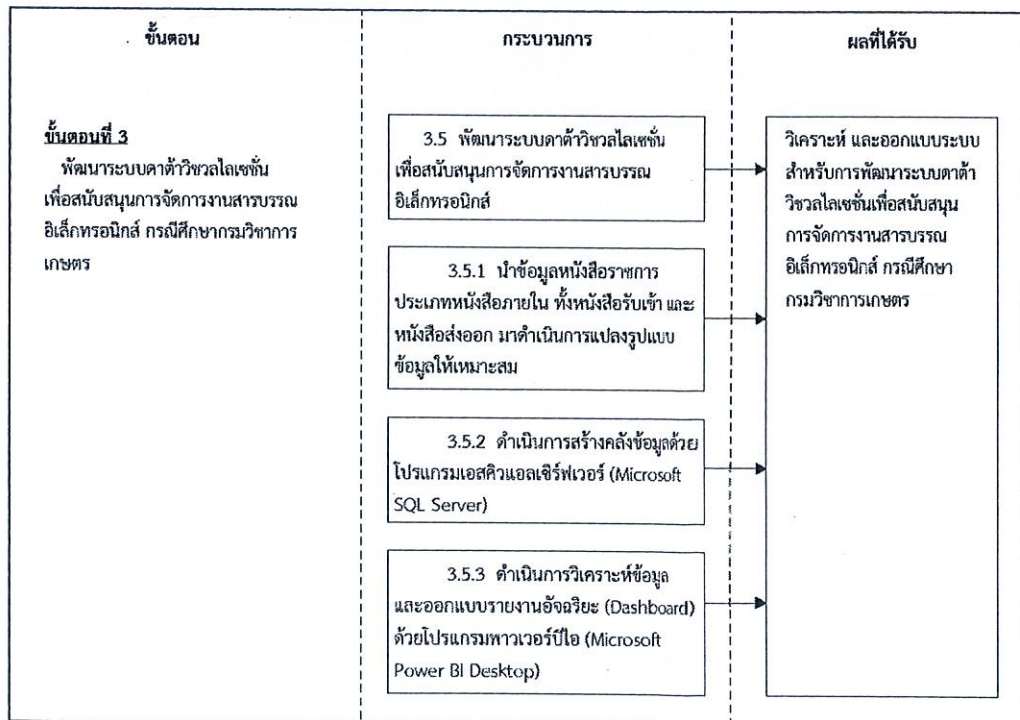 ขั้นตอน
กระบวนการ
ผลที่ได้รับ
ขั้นตอนที่ 3
พัฒนาระบบดาต้าวิชวลไลเซชั่น
เพื่อสนับสนุนการจัดการงานสารบรรณ
อิเล็กทรอนิกส์ กรณีศึกษากรมวิชาการ
เกษตร
3.5 พัฒนาระบบดาต้าวิชวลไลเซชั่น
เพื่อสนับสนุนการจัดการงานสารบรรณ
อิเล็กทรอนิกส์
3.5.1 นำข้อมูลหนังสือราชการ
ประเภทหนังสือภายใน ทั้งหนังสือรับเข้า และ
หนังสือส่งออก มาดำเนินการแปลงรูปแบบ
ข้อมูลให้เหมาะสม
3.5.2 ดำเนินการสร้างคลังข้อมูลด้วย
โปรแกรมเอสคิวแอลเซิร์ฟเวอร์ (Microsoft
SQL Server)
3.5.3 ดำเนินการวิเคราะห์ข้อมูล
และออกแบบรายงานอัจฉริยะ (Dashboard)
ด้วยโปรแกรมพาวเวอร์บีไอ (Microsoft
Power BI Desktop)
วิเคราะห์ และออกแบบระบบ
สำหรับการพัฒนาระบบดาต้า
วิชวลไลเซชั่นเพื่อสนับสนุน
การจัดการงานสารบรรณ
อิเล็กทรอนิกส์ กรณีศึกษา
กรมวิชาการเกษตร